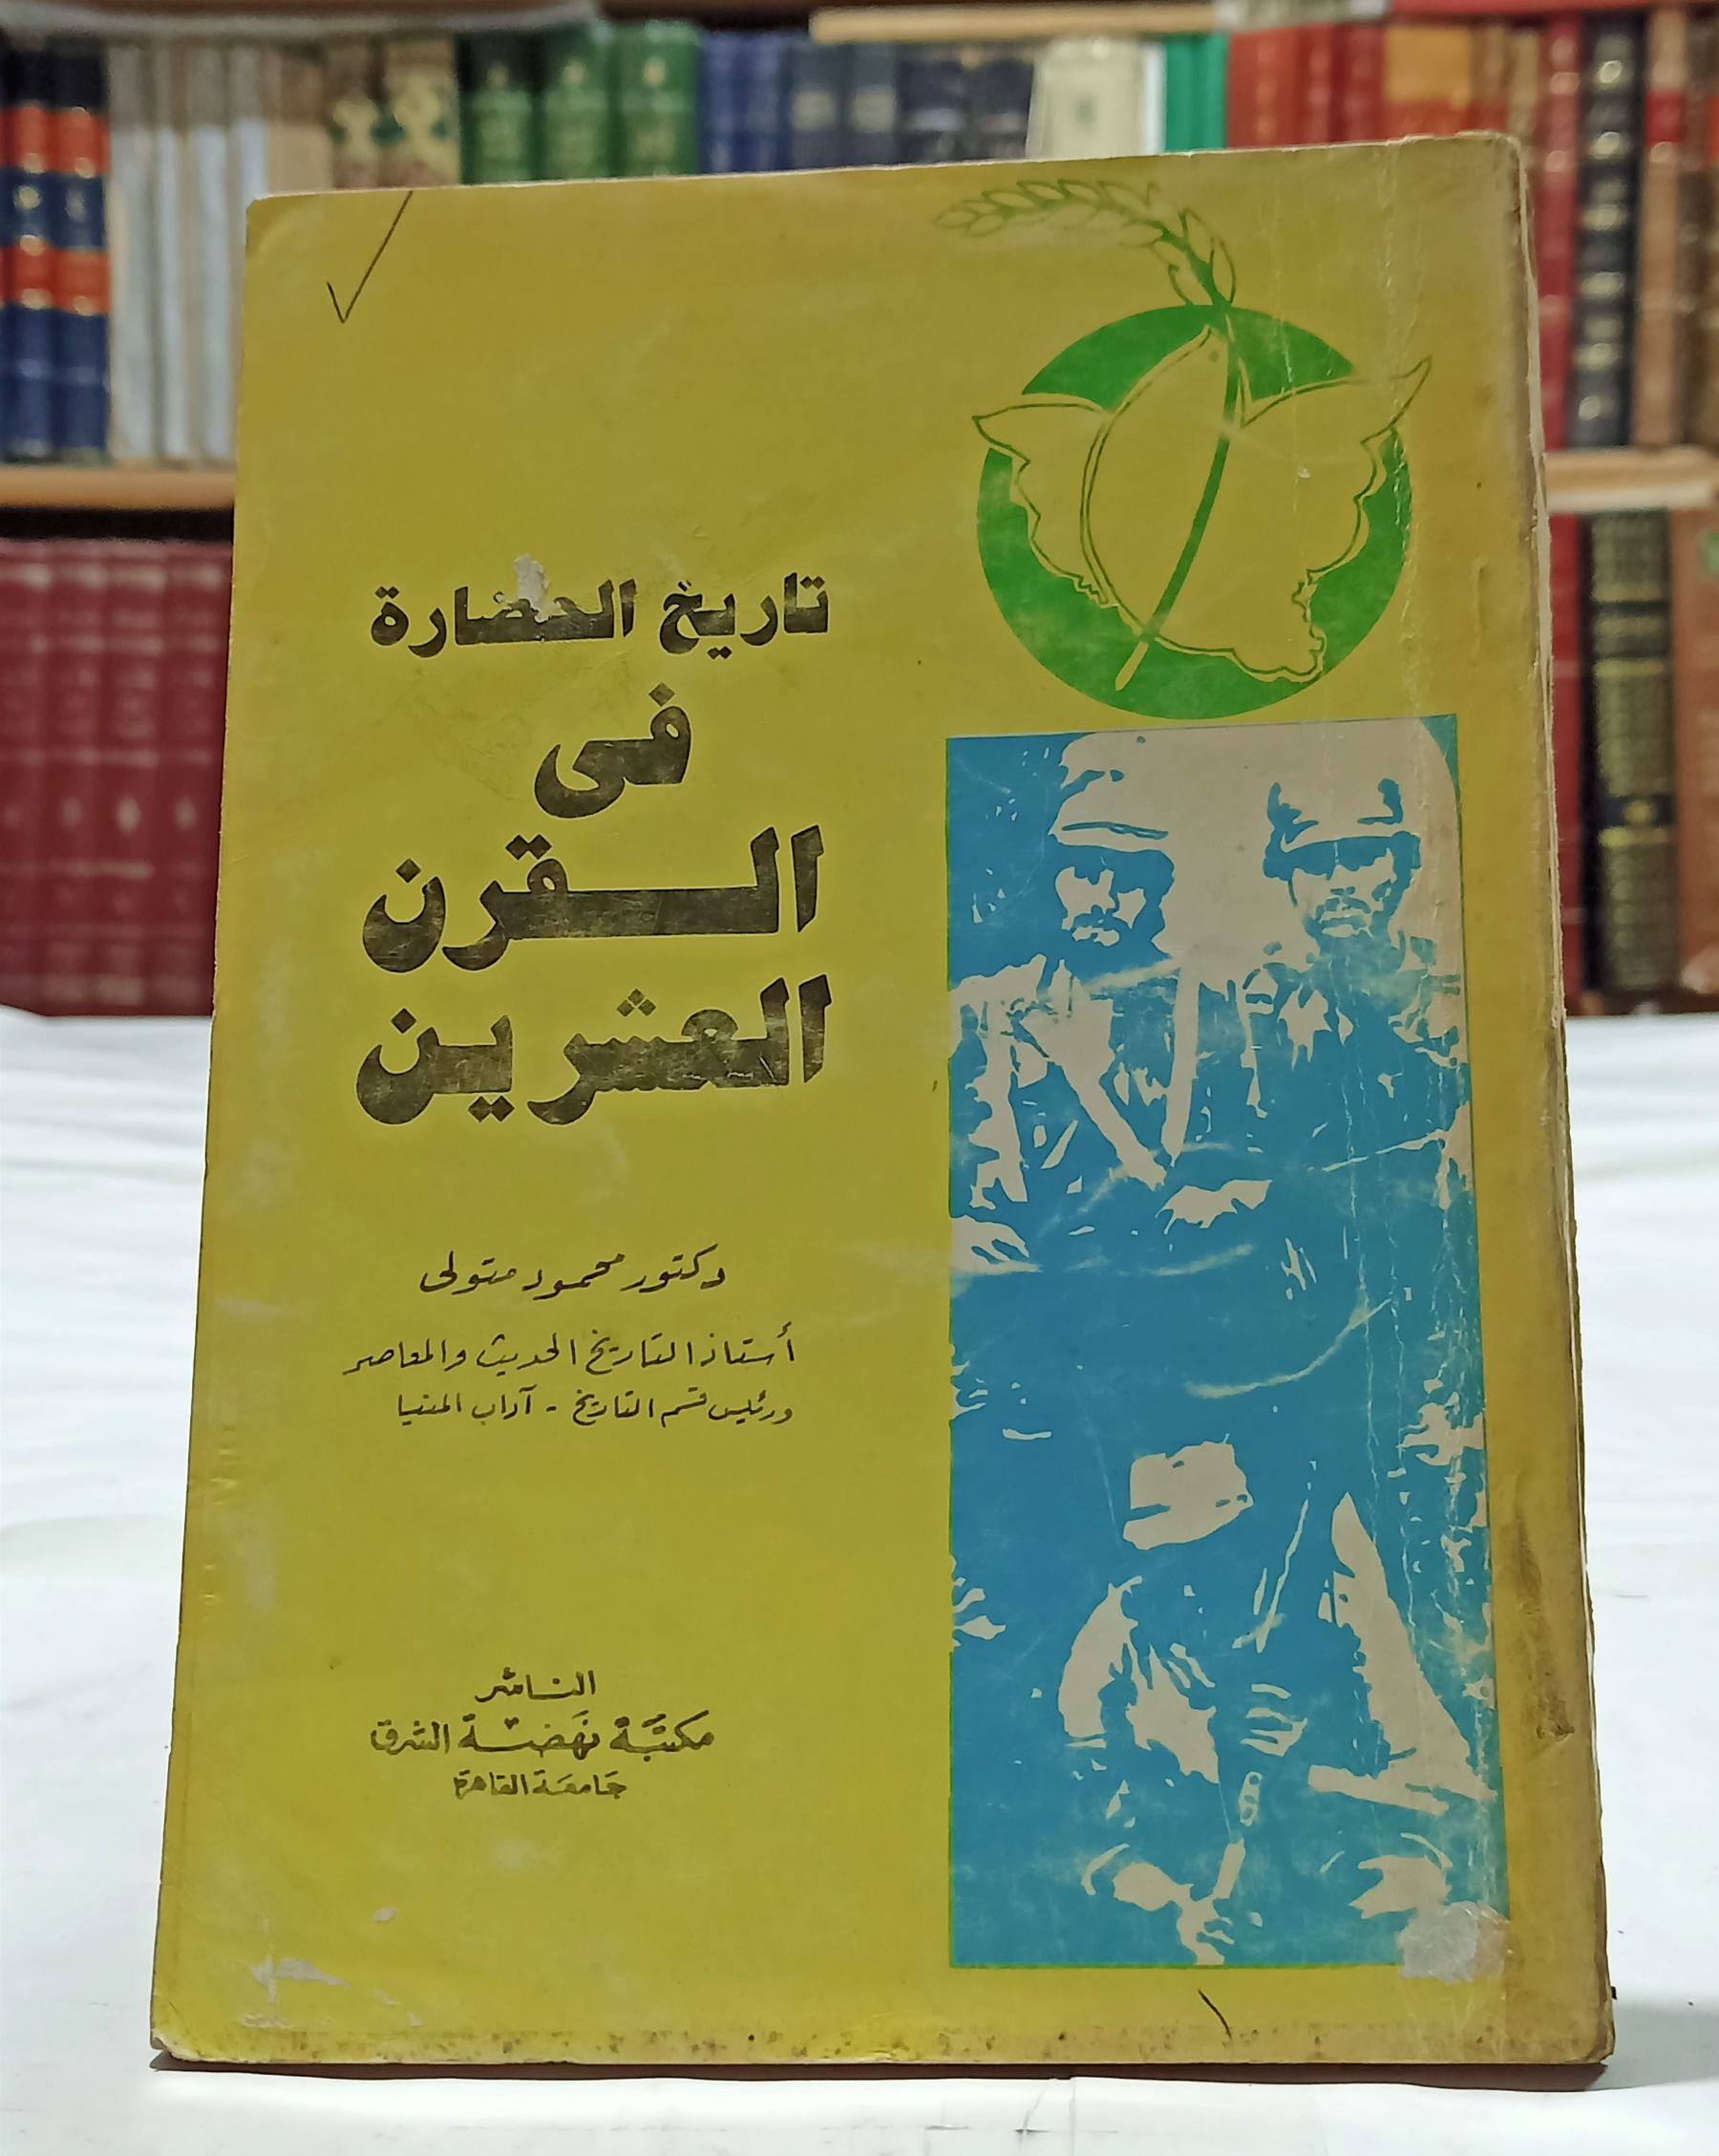 تاريخ الحضارة
فى
القرن
العشرين
دكتور محمود متولى
أستاذ التاريخ الحديث والمعاصر
ورئيس قسم التاريخ - آداب المنيا
الناشر
مكتبة نهضة الشرق
جامعة القاهرة